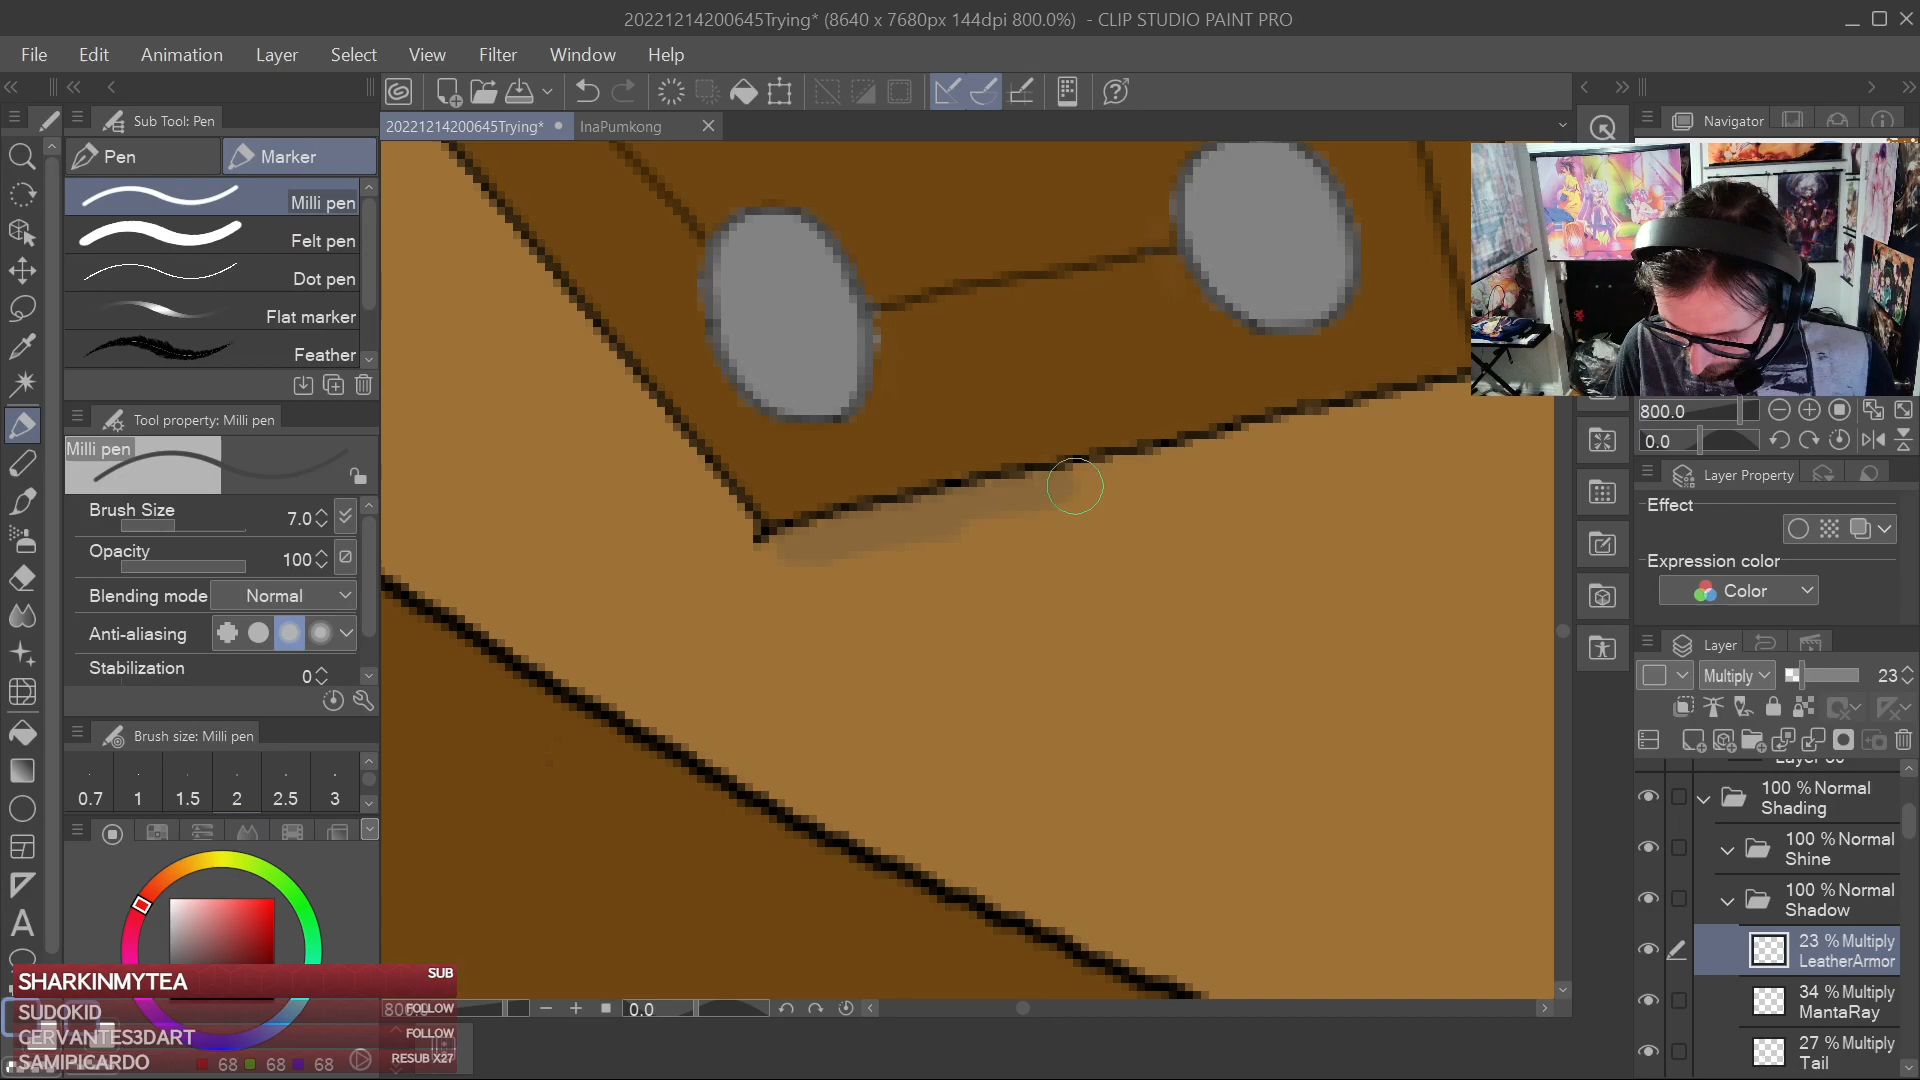 20221214200645Trying* (8640 x 7680px 144dpi 800.0%) - CLIP STUDIO PAINT PRO
File Edit Animation Layer Select View Filter Window Help
Sub Tool: Pen
Navigator
20221214200645Trying* InaPumkong
Pen Marker
Milli pen
Felt pen
Dot pen
Flat marker
Feather
Tool property: Milli pen
Milli pen
Brush Size 7.0
Opacity 100
Blending mode Normal
Anti-aliasing
Stabilization 0
Brush size: Milli pen
0.7 1 1.5 2 2.5 3
800.0
0.0
Layer Property
Effect
Expression color
Color
Layer
Multiply 23
100 % Normal
Shading
100 % Normal
Shine
100 % Normal
Shadow
23 % Multiply
LeatherArmor
34 % Multiply
MantaRay
27 % Multiply
Tail
SHARKINMYTEA SUB
SUDOKID FOLLOW
CERVANTES3DART FOLLOW
SAMIPICARDO RESUB X27
68 68 68
0.0